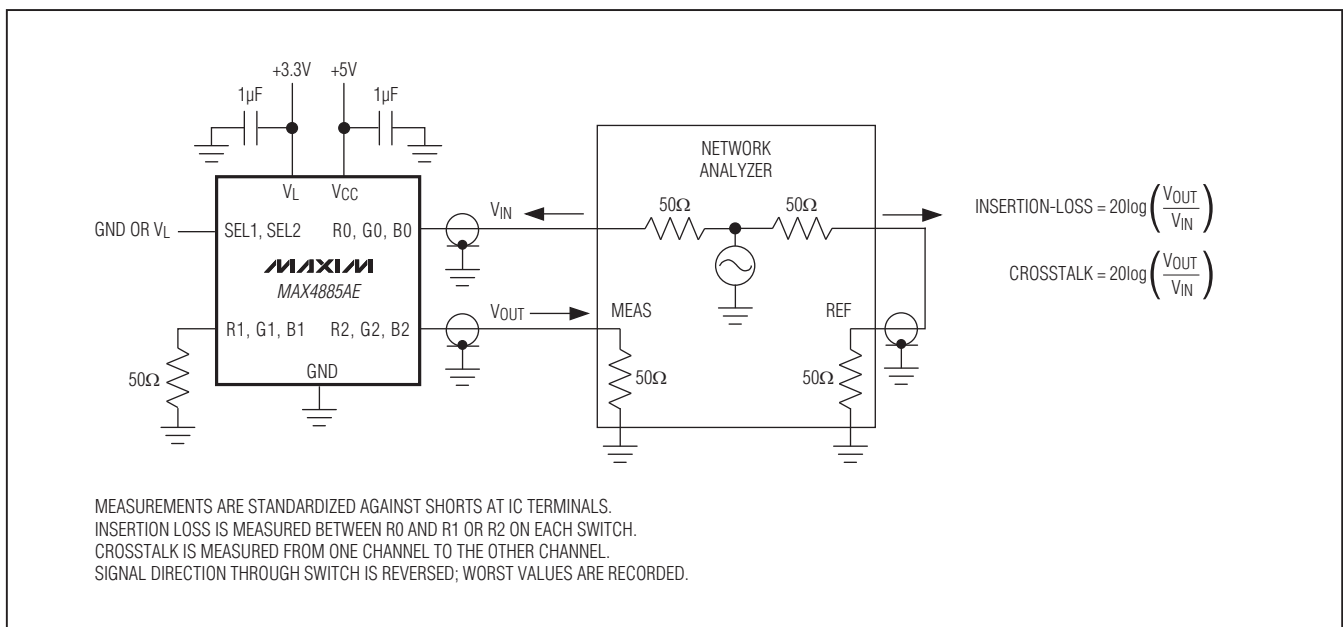 +3.3V +5V
1µF 1µF
NETWORK
ANALYZER
VL VCC
50Ω 50Ω
VIN
INSERTION-LOSS = 20log(VOUT/VIN)
GND OR VL
SEL1, SEL2 R0, G0, B0
MAXIM
MAX4885AE
CROSSTALK = 20log(VOUT/VIN)
VOUT
MEAS REF
R1, G1, B1 R2, G2, B2
GND
50Ω 50Ω 50Ω
MEASUREMENTS ARE STANDARDIZED AGAINST SHORTS AT IC TERMINALS.
INSERTION LOSS IS MEASURED BETWEEN R0 AND R1 OR R2 ON EACH SWITCH.
CROSSTALK IS MEASURED FROM ONE CHANNEL TO THE OTHER CHANNEL.
SIGNAL DIRECTION THROUGH SWITCH IS REVERSED; WORST VALUES ARE RECORDED.